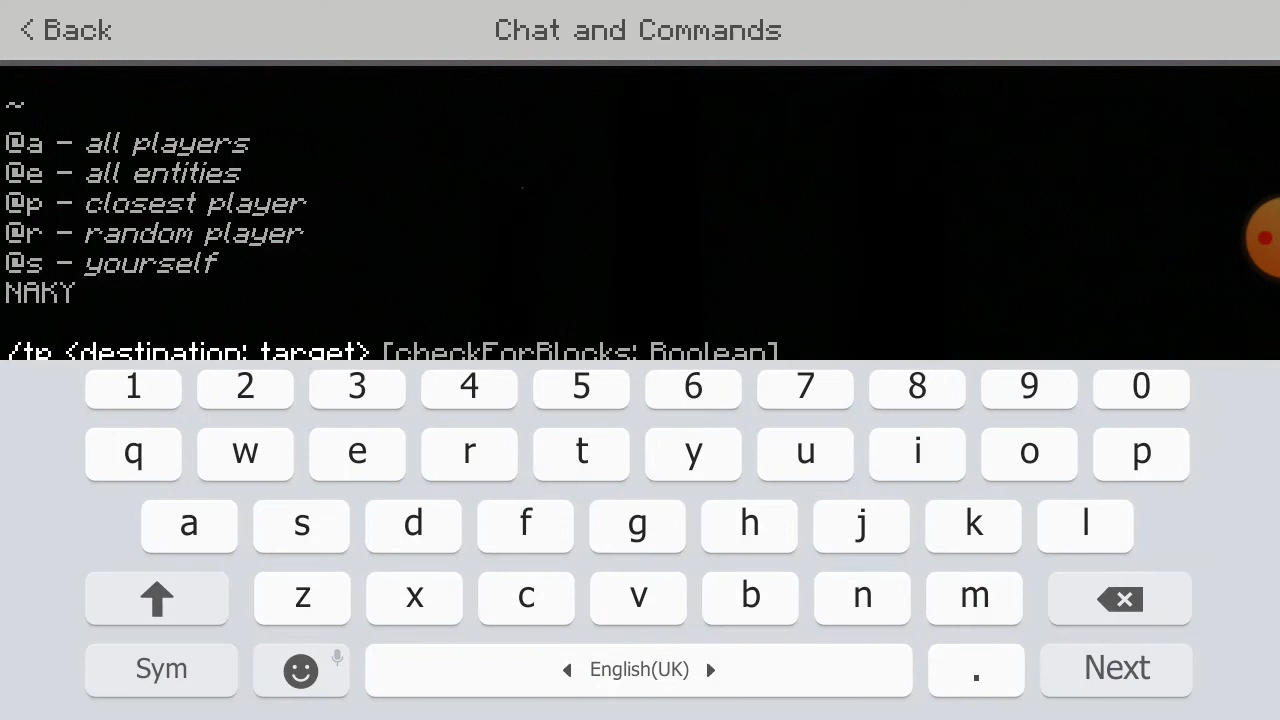 < Back
Chat and Commands
~
@a - all players
@e - all entities
@p - closest player
@r - random player
@s - yourself
NAKY
/tp <destination: target> [checkForBlocks: Boolean]
1 2 3 4 5 6 7 8 9 0
q w e r t y u i o p
a s d f g h j k l
z x c v b n m
Sym English(UK) . Next